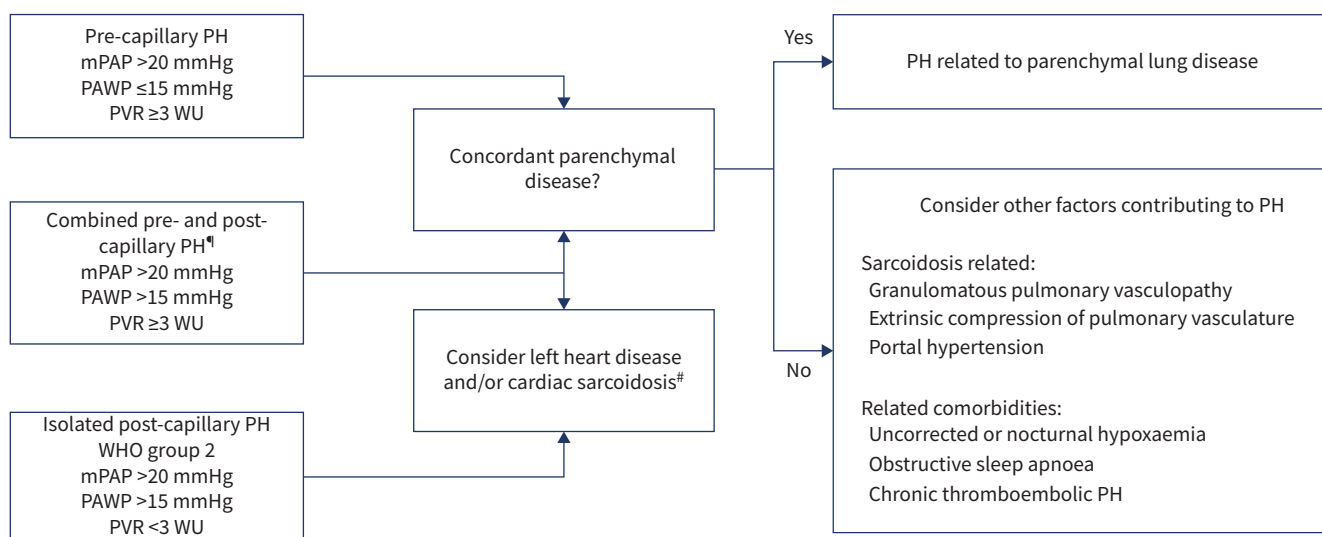 Pre-capillary PH
mPAP >20 mmHg
PAWP ≤15 mmHg
PVR ≥3 WU
Combined pre- and post-
capillary PH¶
mPAP >20 mmHg
PAWP >15 mmHg
PVR ≥3 WU
Isolated post-capillary PH
WHO group 2
mPAP >20 mmHg
PAWP >15 mmHg
PVR <3 WU
Concordant parenchymal
disease?
Consider left heart disease
and/or cardiac sarcoidosis#
Yes
PH related to parenchymal lung disease
No
Consider other factors contributing to PH
Sarcoidosis related:
Granulomatous pulmonary vasculopathy
Extrinsic compression of pulmonary vasculature
Portal hypertension
Related comorbidities:
Uncorrected or nocturnal hypoxaemia
Obstructive sleep apnoea
Chronic thromboembolic PH